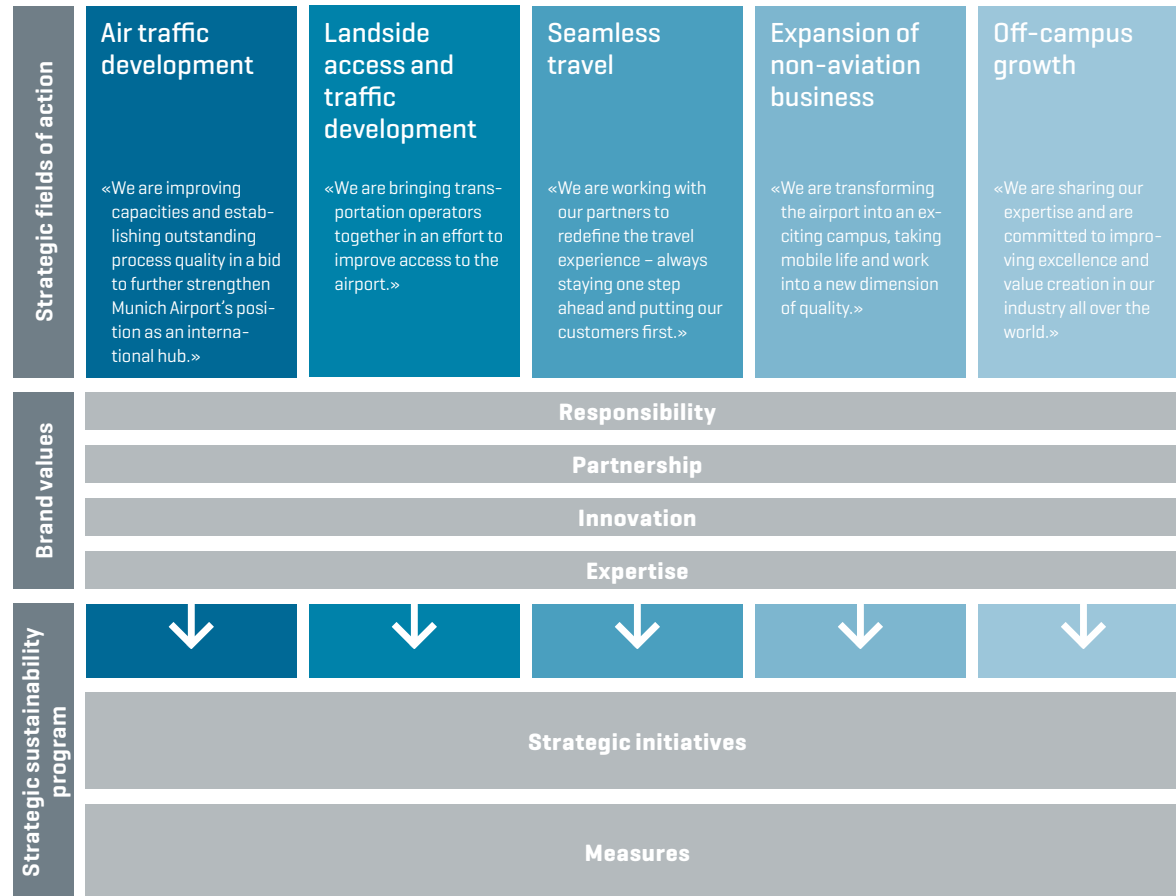 Strategic fields of action
Air traffic
development
«We are improving
capacities and estab-
lishing outstanding
process quality in a bid
to further strengthen
Munich Airport’s posi-
tion as an interna-
tional hub.»
Landside
access and
traffic
development
«We are bringing trans-
portation operators
together in an effort to
improve access to the
airport.»
Seamless
travel
«We are working with
our partners to
redefine the travel
experience – always
staying one step
ahead and putting our
customers first.»
Expansion of
non-aviation
business
«We are transforming
the airport into an ex-
citing campus, taking
mobile life and work
into a new dimension
of quality.»
Off-campus
growth
«We are sharing our
expertise and are
committed to impro-
ving excellence and
value creation in our
industry all over the
world.»
Brand values
Responsibility
Partnership
Innovation
Expertise
Strategic sustainability
program
Strategic initiatives
Measures